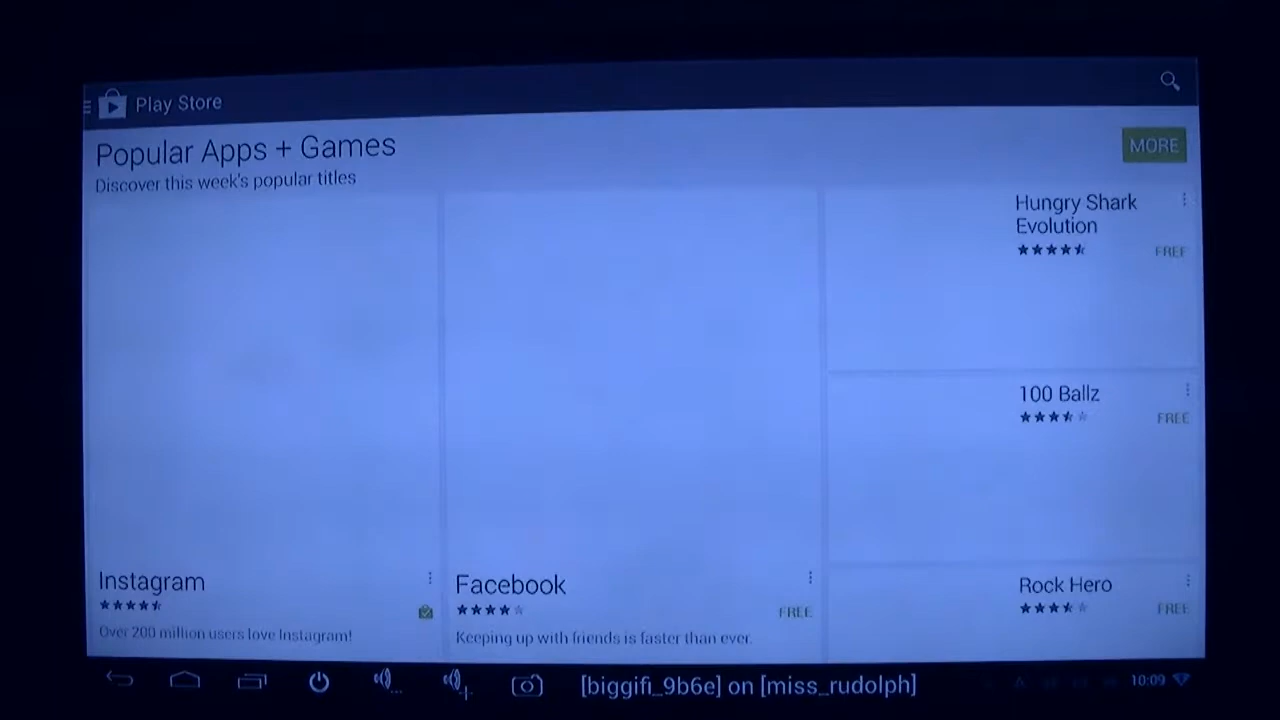 Play Store
Popular Apps + Games
MORE
Discover this week's popular titles
Hungry Shark
Evolution
FREE
100 Ballz
FREE
Instagram
Over 200 million users love Instagram!
Facebook
FREE
Keeping up with friends is faster than ever.
Rock Hero
FREE
[biggifi_9b6e] on [miss_rudolph]
10:09